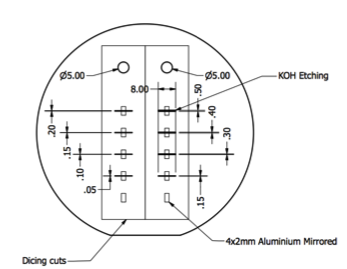 Ø5.00
Ø5.00
KOH Etching
8.00
.50
.20
.40
.15
.30
.10
.05
.15
4x2mm Aluminium Mirrored
Dicing cuts